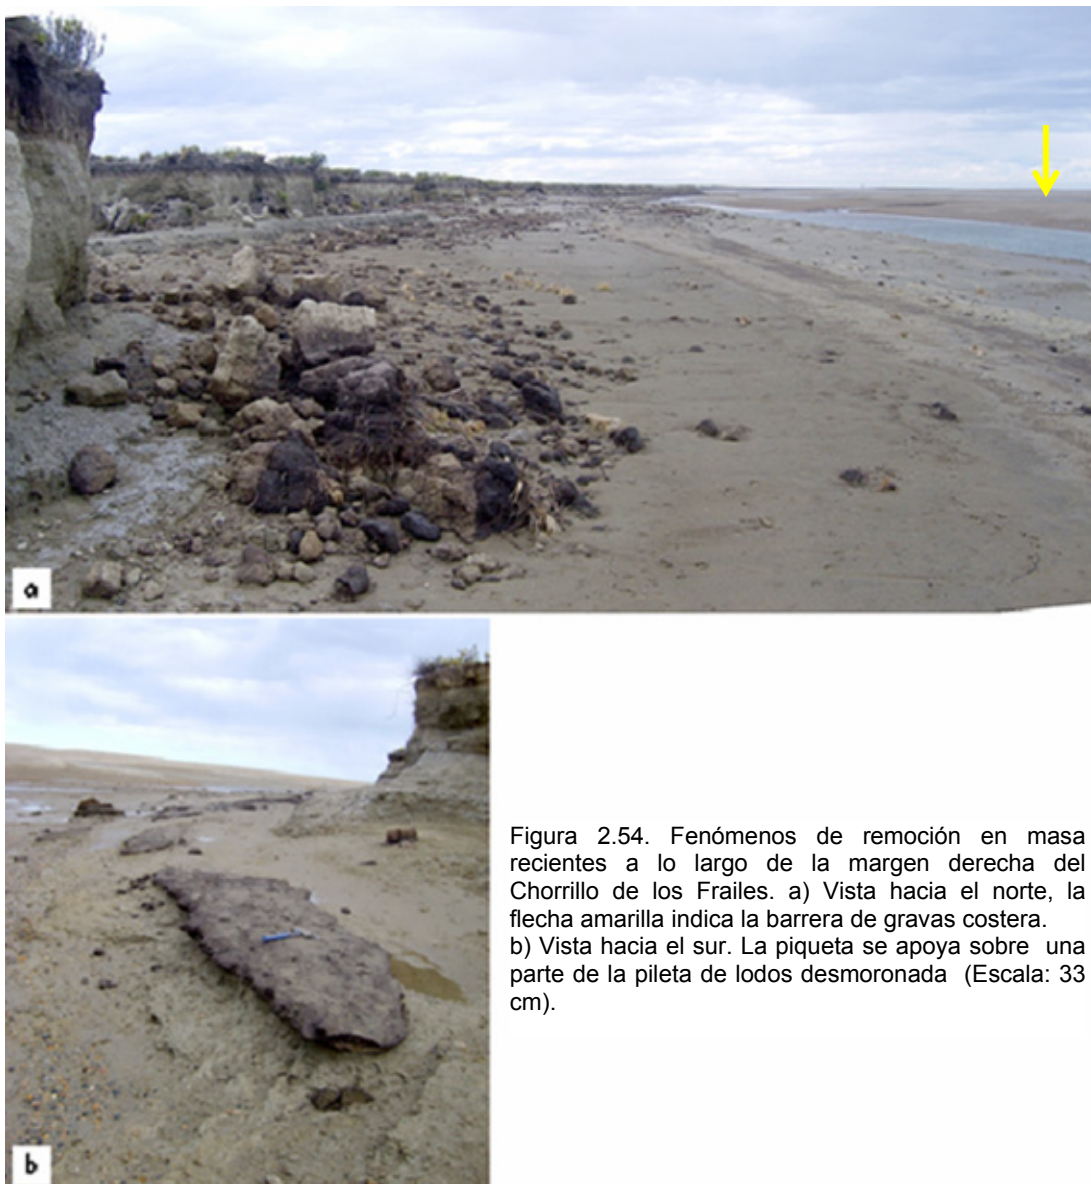 a
b
Figura 2.54. Fenómenos de remoción en masa
recientes a lo largo de la margen derecha del
Chorrillo de los Frailes. a) Vista hacia el norte, la
flecha amarilla indica la barrera de gravas costera.
b) Vista hacia el sur. La piqueta se apoya sobre una
parte de la pileta de lodos desmoronada (Escala: 33
cm).